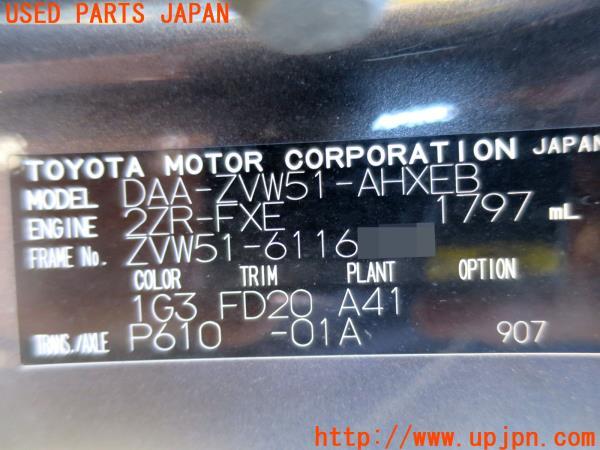 USED PARTS JAPAN
TOYOTA MOTOR CORPORATION JAPAN
MODEL DAA-ZVW51-AHXEB
ENGINE 2ZR-FXE 1797 mL
FRAME No. ZVW51-6116
COLOR TRIM PLANT OPTION
1G3 FD20 A41
TRANS./AXLE P610 -01A 907
UPJ
http://www.upjpn.com